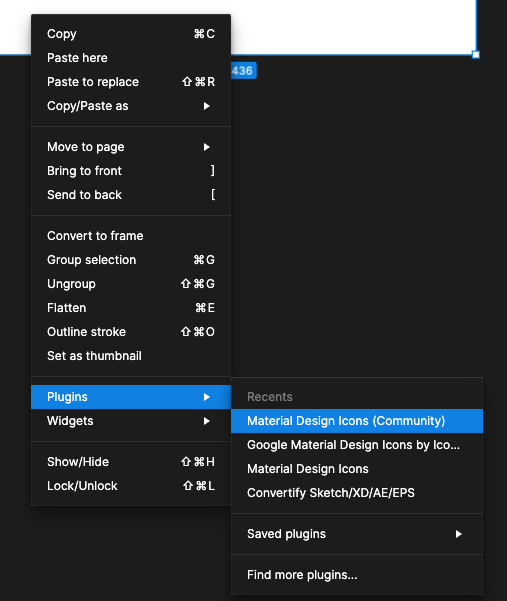 Copy ⌘C
Paste here
436
Paste to replace ⇧⌘R
Copy/Paste as
Move to page
Bring to front ]
Send to back [
Convert to frame
Group selection ⌘G
Ungroup ⇧⌘G
Flatten ⌘E
Outline stroke ⇧⌘O
Set as thumbnail
Plugins
Widgets
Show/Hide ⇧⌘H
Lock/Unlock ⇧⌘L
Recents
Material Design Icons (Community)
Google Material Design Icons by Ico...
Material Design Icons
Convertify Sketch/XD/AE/EPS
Saved plugins
Find more plugins...